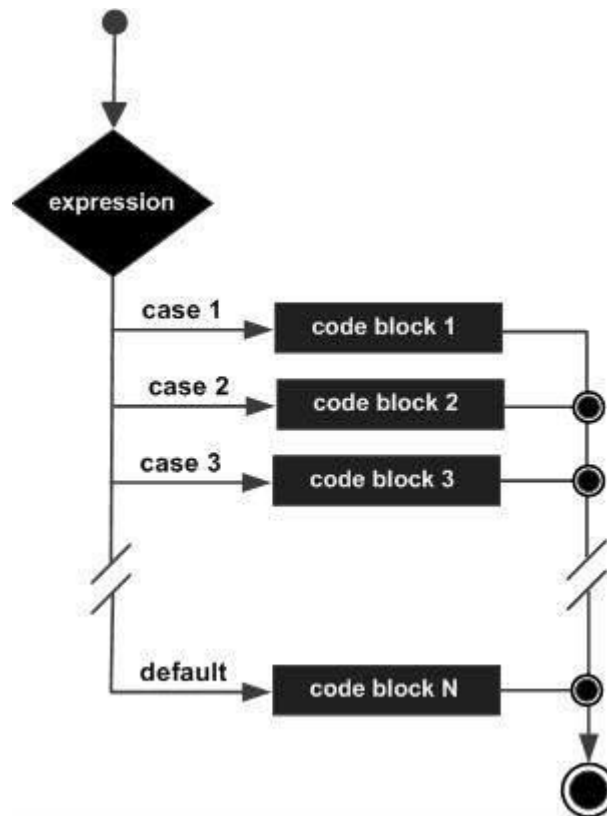 expression
case 1
code block 1
case 2
code block 2
case 3
code block 3
default
code block N